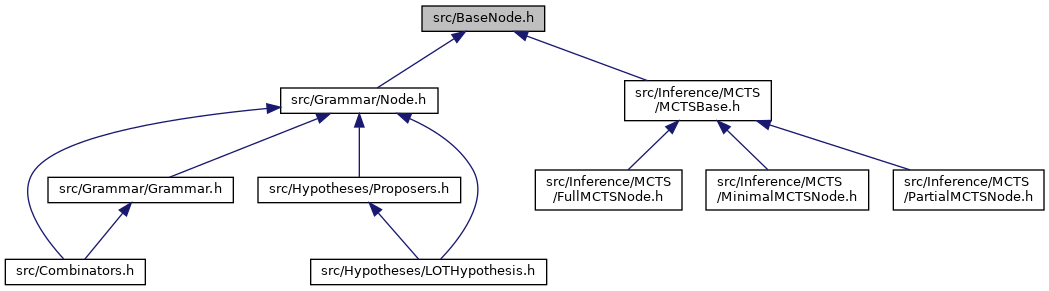 src/BaseNode.h
src/Grammar/Node.h
src/Inference/MCTS
/MCTSBase.h
src/Grammar/Grammar.h
src/Hypotheses/Proposers.h
src/Inference/MCTS
/FullMCTSNode.h
src/Inference/MCTS
/MinimalMCTSNode.h
src/Inference/MCTS
/PartialMCTSNode.h
src/Combinators.h
src/Hypotheses/LOTHypothesis.h